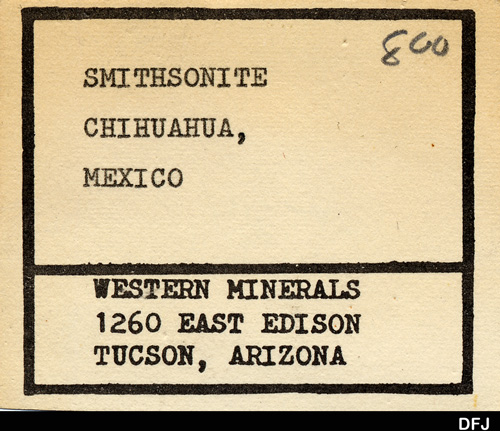 800
SMITHSONITE
CHIHUAHUA,
MEXICO
WESTERN MINERALS
1260 EAST EDISON
TUCSON, ARIZONA
DFJ